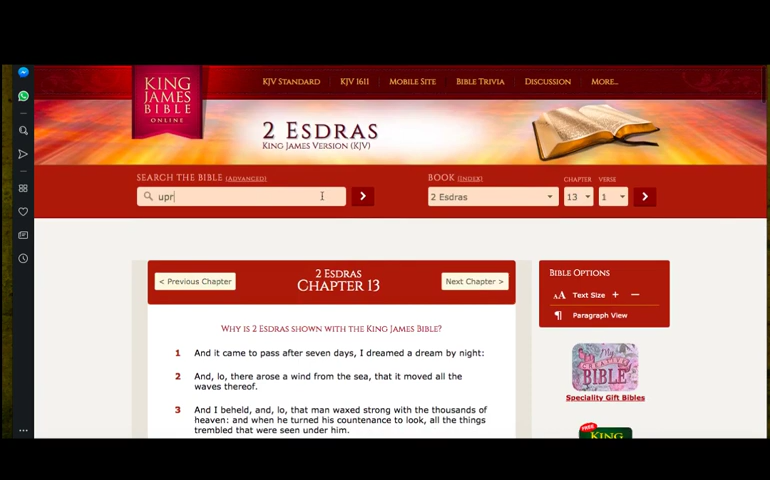 KING
JAMES
BIBLE
ONLINE
KJV STANDARD
KJV 1611
MOBILE SITE
BIBLE TRIVIA
DISCUSSION
MORE...
2 ESDRAS
KING JAMES VERSION (KJV)
SEARCH THE BIBLE (ADVANCED)
upr
BOOK (INDEX)
CHAPTER
VERSE
2 Esdras
13
1
< Previous Chapter
2 ESDRAS
CHAPTER 13
Next Chapter >
WHY IS 2 ESDRAS SHOWN WITH THE KING JAMES BIBLE?
1 And it came to pass after seven days, I dreamed a dream by night:
2 And, lo, there arose a wind from the sea, that it moved all the
waves thereof.
3 And I beheld, and, lo, that man waxed strong with the thousands of
heaven: and when he turned his countenance to look, all the things
trembled that were seen under him.
BIBLE OPTIONS
AA Text Size + −
¶ Paragraph View
My
BIBLE
Speciality Gift Bibles
FREE
KING